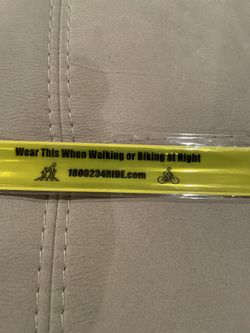 Wear This When Walking or Biking at Night
1800234RIDE.com